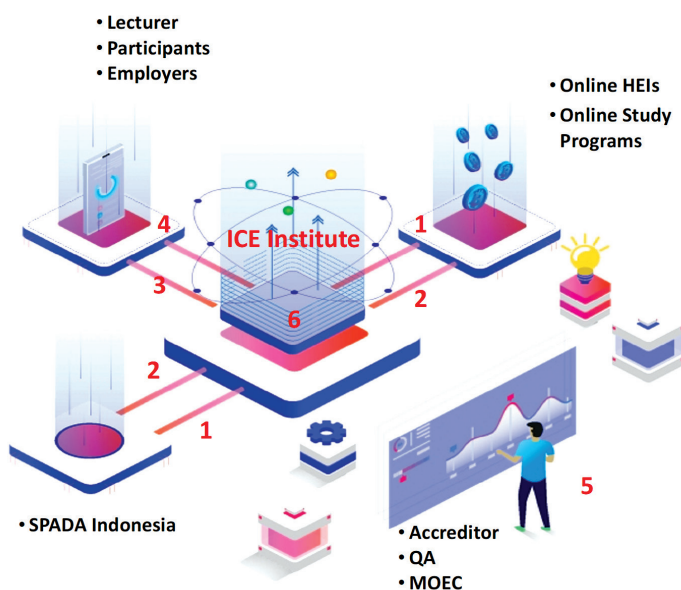 • Lecturer
• Participants
• Employers
• Online HEIs
• Online Study
Programs
4
1
ICE Institute
3
2
6
2
1
5
• SPADA Indonesia
• Accreditor
• QA
• MOEC